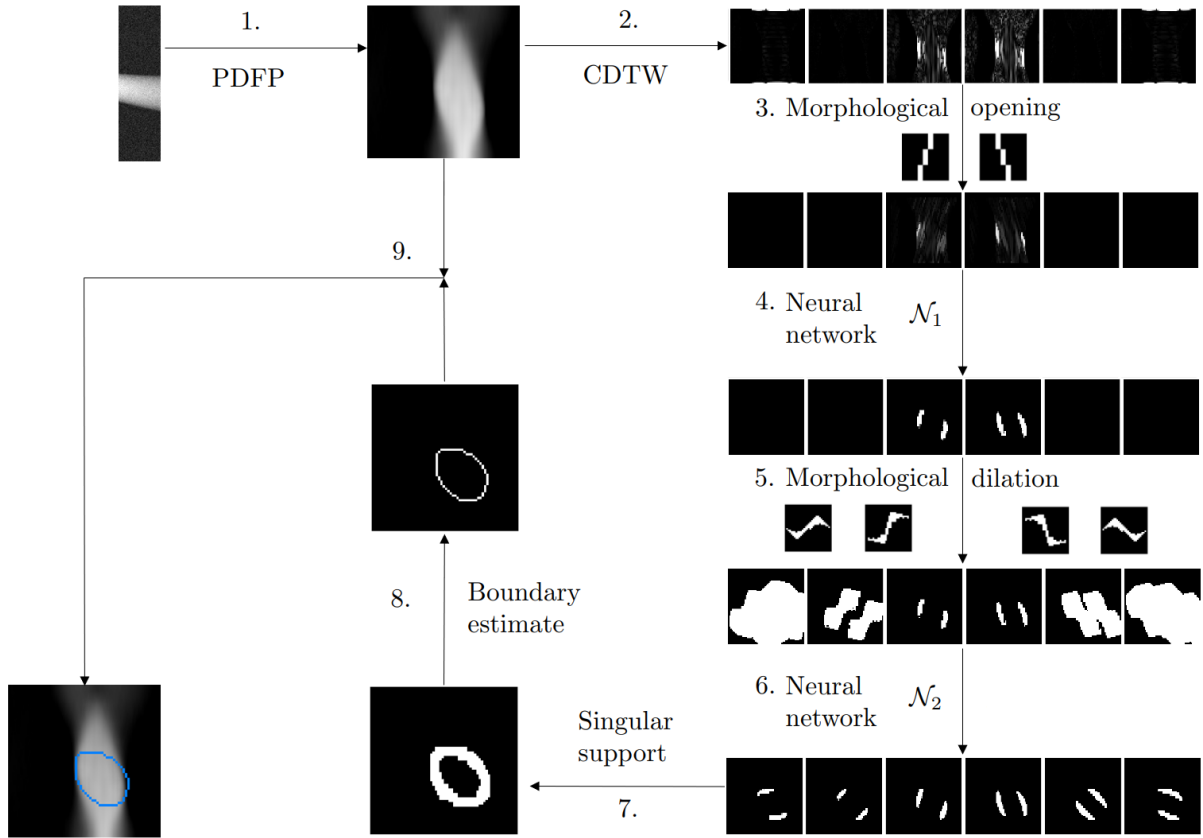 1.
PDFP
2.
CDTW
3. Morphological opening
9.
4. Neural
network
𝒩₁
5. Morphological dilation
8.
Boundary
estimate
6. Neural
network
𝒩₂
Singular
support
7.